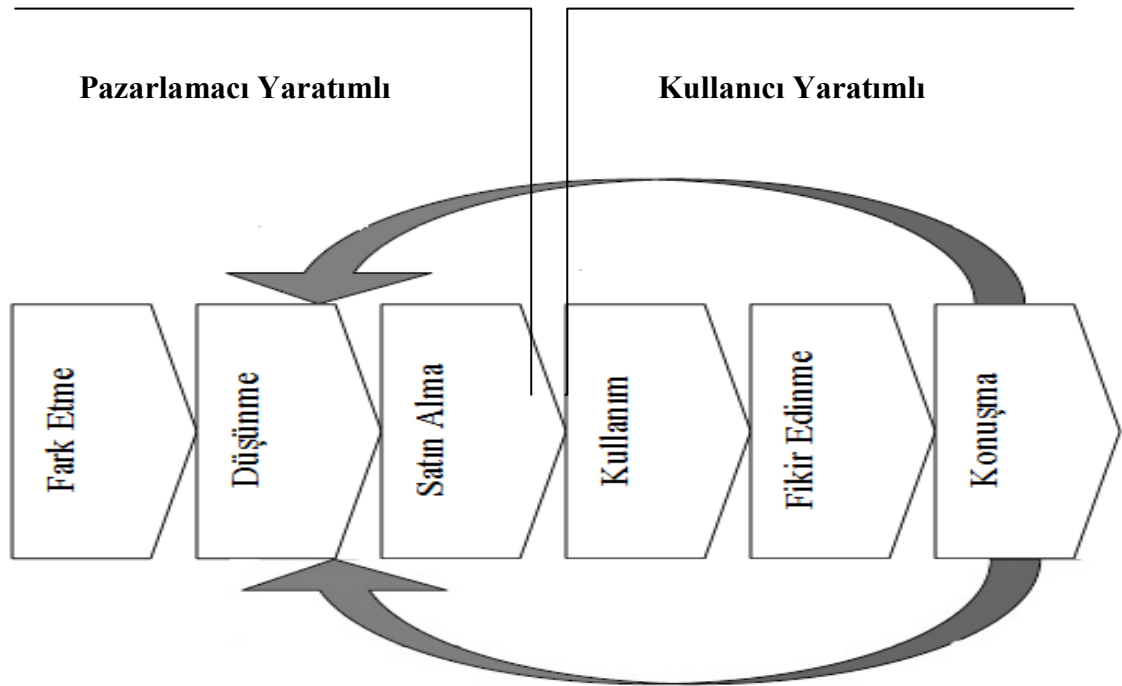 Pazarlamacı Yaratımlı
Kullanıcı Yaratımlı
Fark Etme
Düşünme
Satın Alma
Kullanım
Fikir Edinme
Konuşma